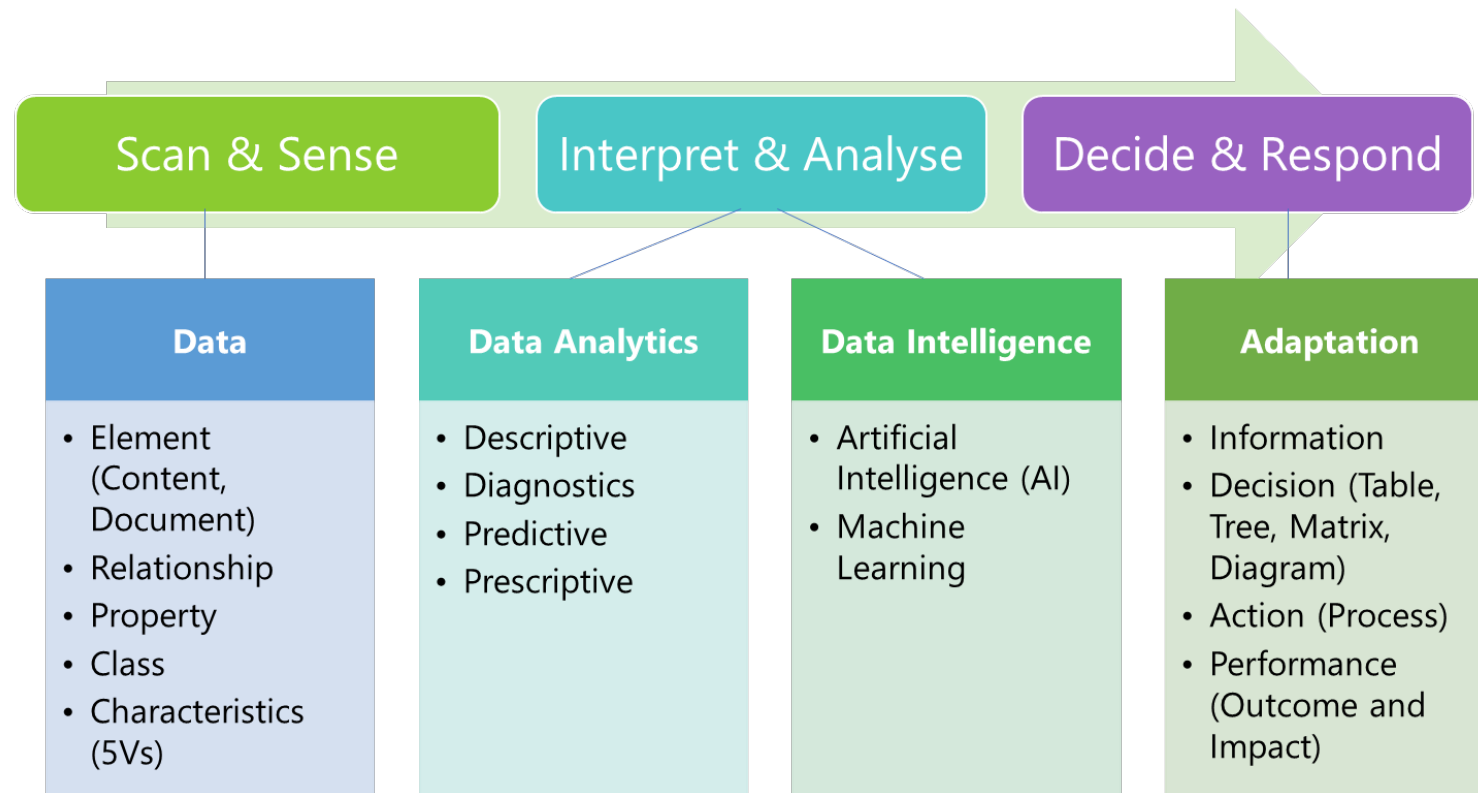 Scan & Sense
Interpret & Analyse
Decide & Respond
Data
• Element
(Content,
Document)
• Relationship
• Property
• Class
• Characteristics
(5Vs)
Data Analytics
• Descriptive
• Diagnostics
• Predictive
• Prescriptive
Data Intelligence
• Artificial
Intelligence (AI)
• Machine
Learning
Adaptation
• Information
• Decision (Table,
Tree, Matrix,
Diagram)
• Action (Process)
• Performance
(Outcome and
Impact)